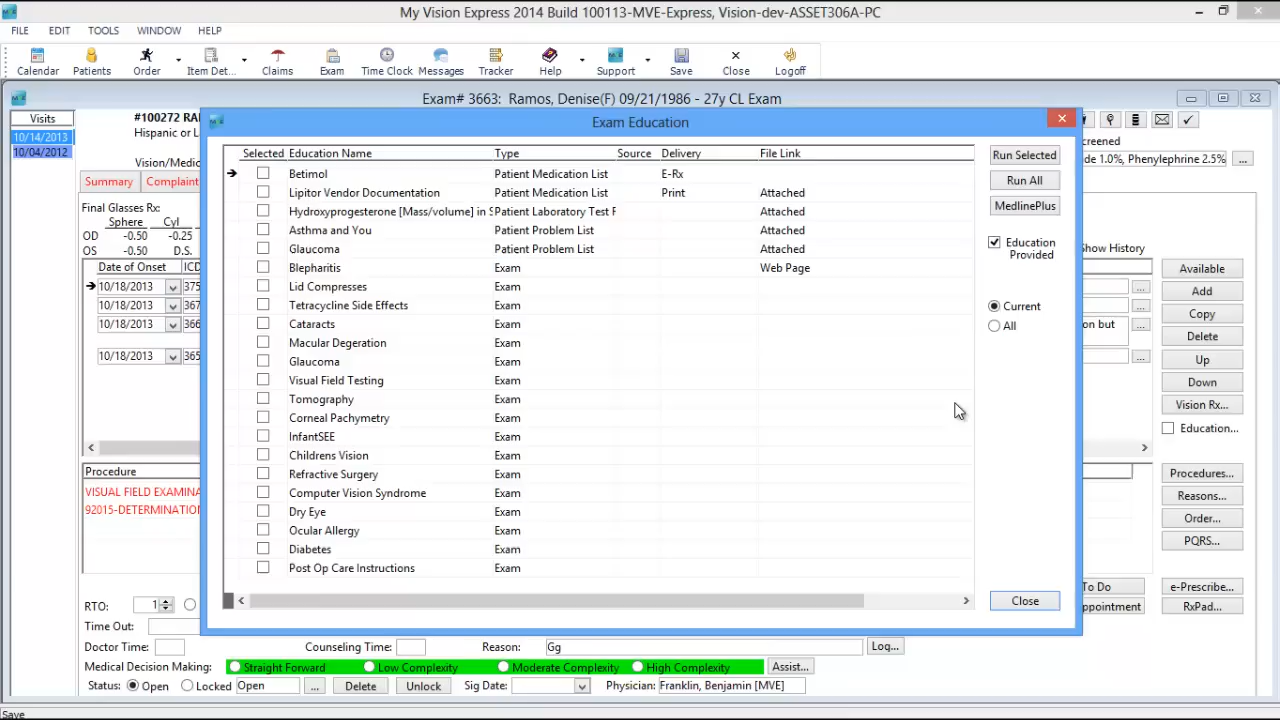 My Vision Express 2014 Build 100113-MVE-Express, Vision-dev-ASSET306A-PC
FILE EDIT TOOLS WINDOW HELP
Calendar Patients Order Item Det... Claims Exam Time Clock Messages Tracker Help Support Save Close Logoff
Exam# 3663: Ramos, Denise(F) 09/21/1986 - 27y CL Exam
Visits
10/14/2013
10/04/2012
#100272 RA
Hispanic or L
Vision/Medic
Summary Complaint
Final Glasses Rx:
Sphere Cyl
OD -0.50 -0.25
OS -0.50 D.S.
Date of Onset ICD
10/18/2013 375
10/18/2013 367
10/18/2013 366
10/18/2013 365
Procedure
VISUAL FIELD EXAMINA
92015-DETERMINATION
Exam Education
Selected Education Name Type Source Delivery File Link
Betimol Patient Medication List E-Rx
Lipitor Vendor Documentation Patient Medication List Print Attached
Hydroxyprogesterone [Mass/volume] in S Patient Laboratory Test F Attached
Asthma and You Patient Problem List Attached
Glaucoma Patient Problem List Attached
Blepharitis Exam Web Page
Lid Compresses Exam
Tetracycline Side Effects Exam
Cataracts Exam
Macular Degeration Exam
Glaucoma Exam
Visual Field Testing Exam
Tomography Exam
Corneal Pachymetry Exam
InfantSEE Exam
Childrens Vision Exam
Refractive Surgery Exam
Computer Vision Syndrome Exam
Dry Eye Exam
Ocular Allergy Exam
Diabetes Exam
Post Op Care Instructions Exam
Run Selected
Run All
MedlinePlus
Education
Provided
Current
All
Close
creened
de 1.0%, Phenylephrine 2.5% ...
Show History
...
...
on but ...
...
Available
Add
Copy
Delete
Up
Down
Vision Rx...
Education...
Procedures...
Reasons...
Order...
PQRS...
To Do e-Prescribe...
ppointment RxPad...
RTO: 1
Time Out:
Doctor Time: Counseling Time: Reason: Gg Log...
Medical Decision Making: Straight Forward Low Complexity Moderate Complexity High Complexity Assist...
Status: Open Locked Open ... Delete Unlock Sig Date: Physician: Franklin, Benjamin [MVE]
Save